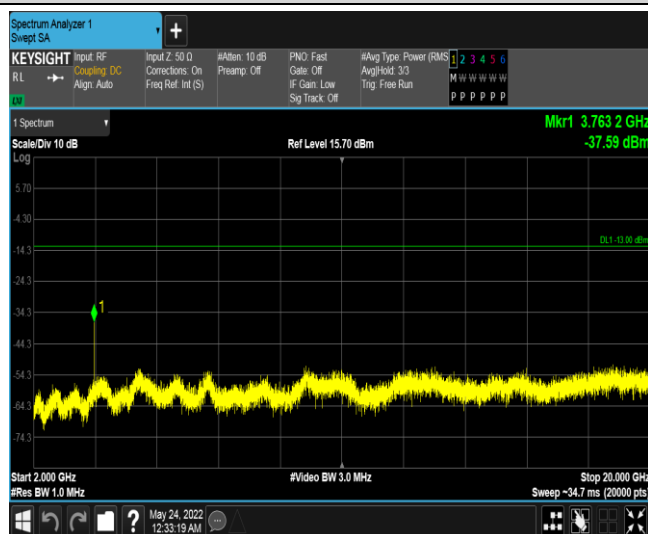 Spectrum Analyzer 1
Swept SA
+
KEYSIGHT Input: RF Input Z: 50 Ω #Atten: 10 dB PNO: Fast #Avg Type: Power (RMS 1 2 3 4 5 6
RL Coupling: DC Corrections: On Preamp: Off Gate: Off Avg|Hold: 3/3 M W W W W W
Align: Auto Freq Ref: Int (S) IF Gain: Low Trig: Free Run P P P P P P
Sig Track: Off
LXI
1 Spectrum Mkr1 3.763 2 GHz
Scale/Div 10 dB Ref Level 15.70 dBm -37.59 dBm
Log
5.70
-4.30
DL1 -13.00 dBm
-14.3
-24.3
1
-34.3
-44.3
-54.3
-64.3
-74.3
Start 2.000 GHz #Video BW 3.0 MHz Stop 20.000 GHz
#Res BW 1.0 MHz Sweep ~34.7 ms (20000 pts)
? May 24, 2022
12:33:19 AM